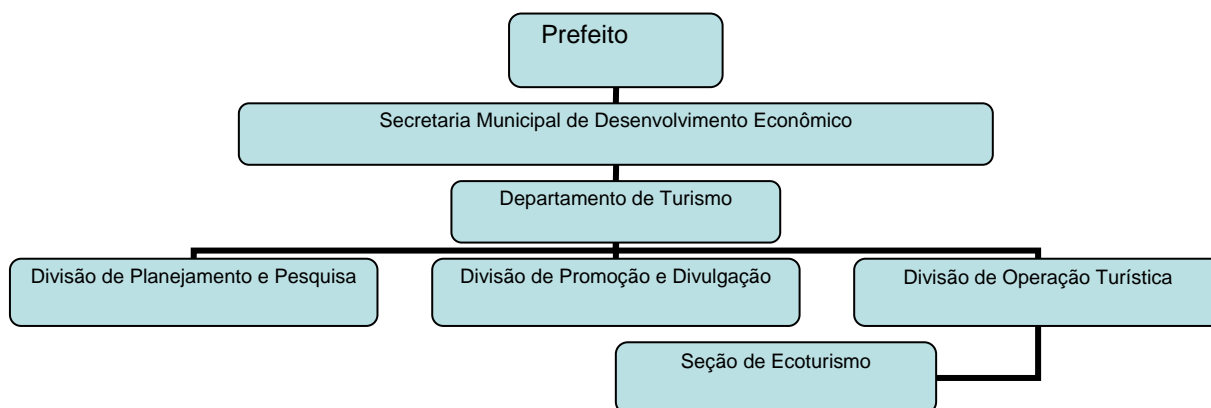 Prefeito
Secretaria Municipal de Desenvolvimento Econômico
Departamento de Turismo
Divisão de Planejamento e Pesquisa
Divisão de Promoção e Divulgação
Divisão de Operação Turística
Seção de Ecoturismo